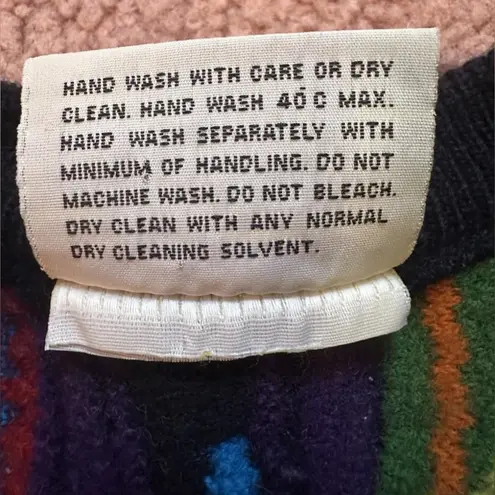 HAND WASH WITH CARE OR DRY
CLEAN. HAND WASH 40°C MAX.
HAND WASH SEPARATELY WITH
MINIMUM OF HANDLING. DO NOT
MACHINE WASH. DO NOT BLEACH.
DRY CLEAN WITH ANY NORMAL
DRY CLEANING SOLVENT.